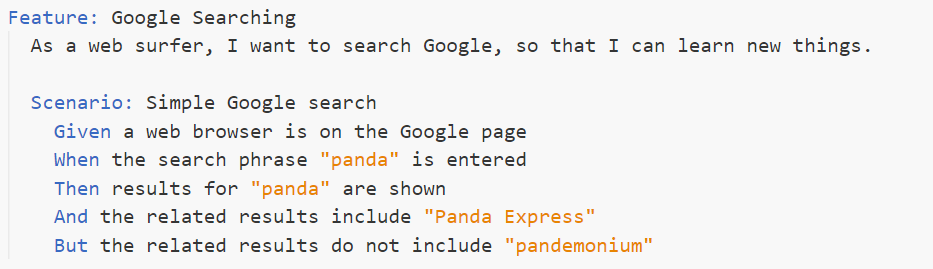 Feature: Google Searching
As a web surfer, I want to search Google, so that I can learn new things.
Scenario: Simple Google search
Given a web browser is on the Google page
When the search phrase "panda" is entered
Then results for "panda" are shown
And the related results include "Panda Express"
But the related results do not include "pandemonium"